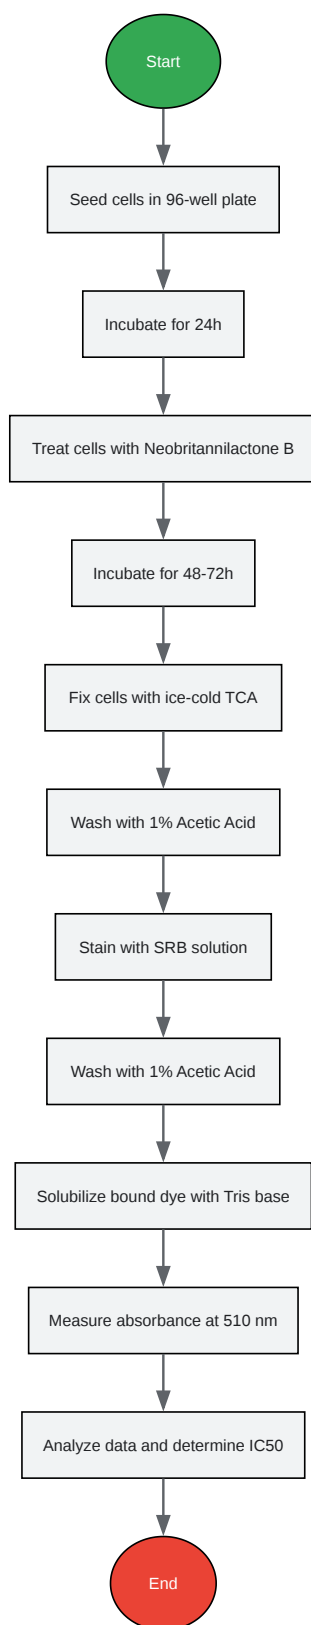 Start
Seed cells in 96-well plate
Incubate for 24h
Treat cells with Neobritannilactone B
Incubate for 48-72h
Fix cells with ice-cold TCA
Wash with 1% Acetic Acid
Stain with SRB solution
Wash with 1% Acetic Acid
Solubilize bound dye with Tris base
Measure absorbance at 510 nm
Analyze data and determine IC50
End